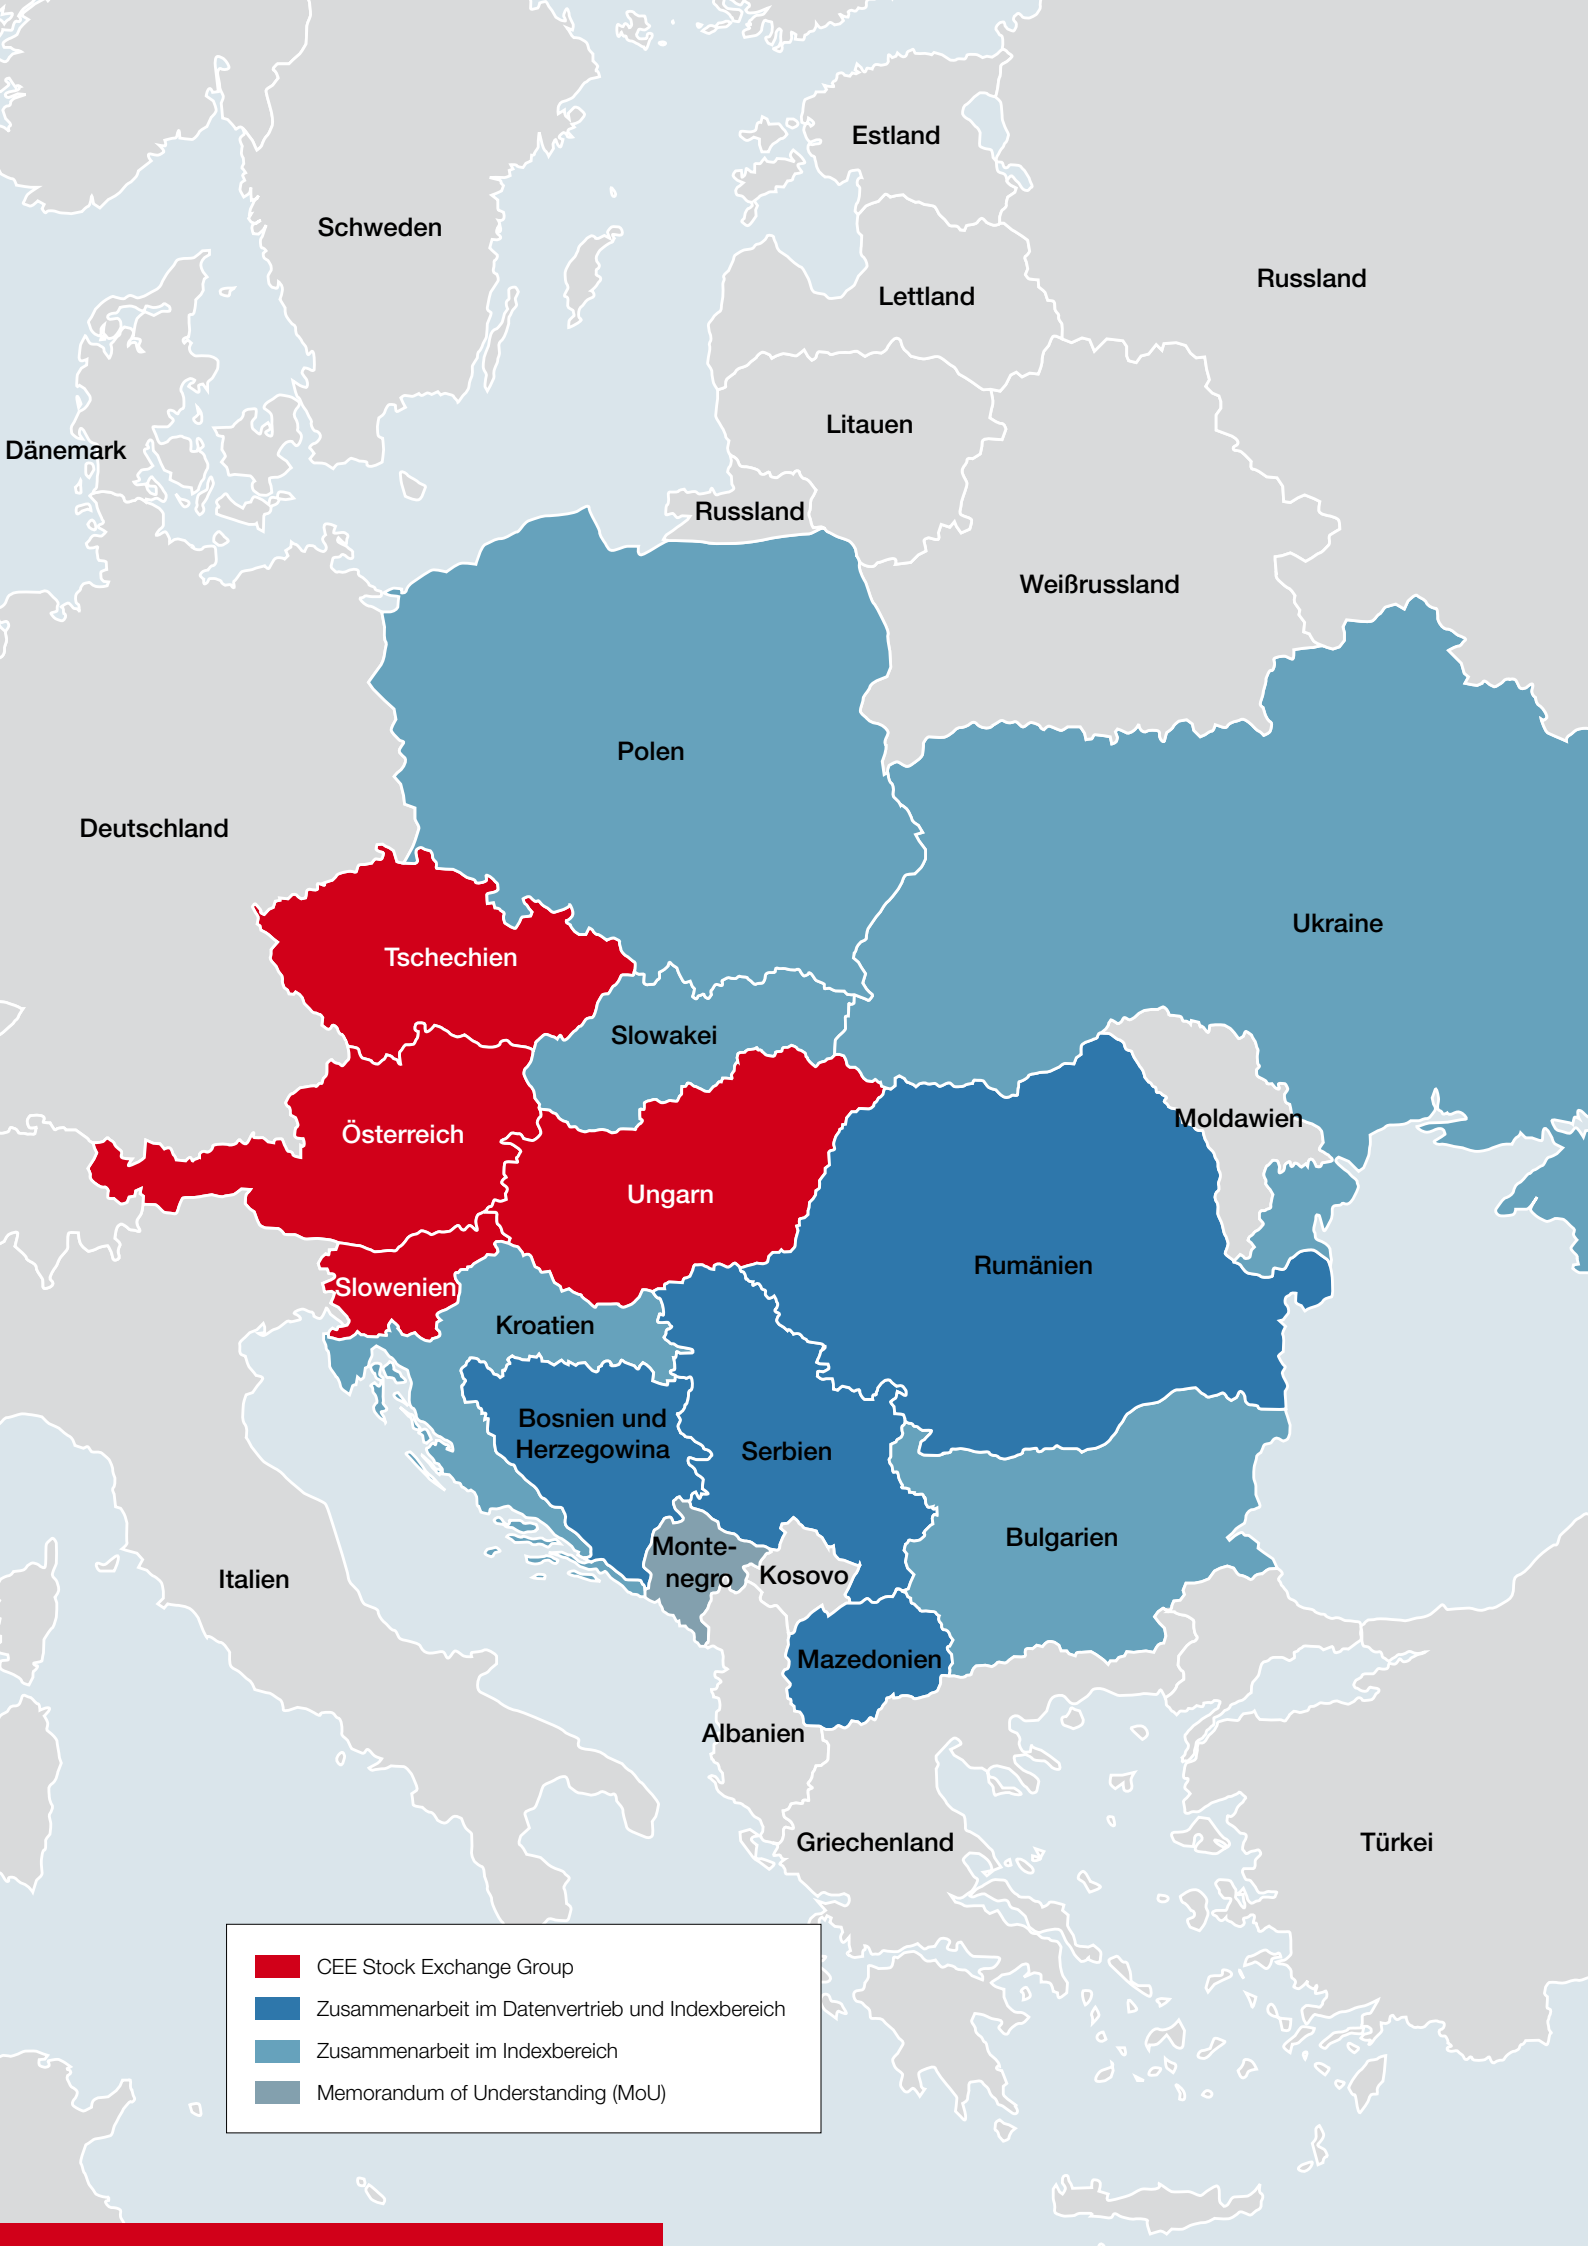 Estland
Schweden
Russland
Lettland
Litauen
Dänemark
Russland
Weißrussland
Polen
Deutschland
Ukraine
Tschechien
Slowakei
Moldawien
Österreich
Ungarn
Rumänien
Slowenien
Kroatien
Bosnien und
Herzegowina
Serbien
Bulgarien
Monte-
negro
Kosovo
Italien
Mazedonien
Albanien
Griechenland
Türkei
CEE Stock Exchange Group
Zusammenarbeit im Datenvertrieb und Indexbereich
Zusammenarbeit im Indexbereich
Memorandum of Understanding (MoU)